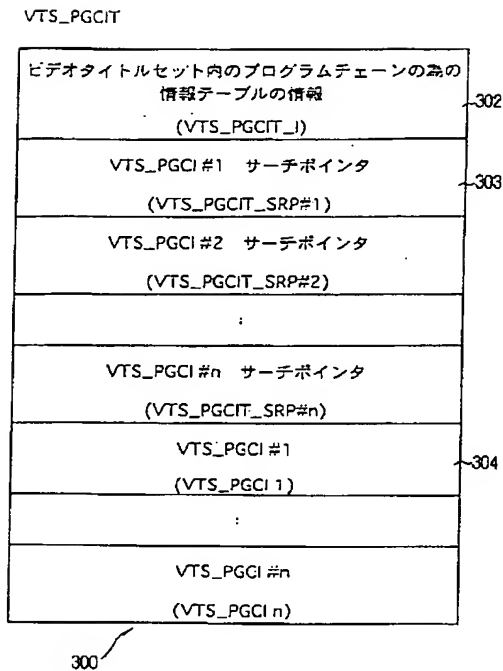 VTS_PGCIT
ビデオタイトルセット内のプログラムチェーンの為の
情報テーブルの情報
(VTS_PGCIT_I)
302
VTS_PGCI #1 サーチポインタ
303
(VTS_PGCIT_SRP#1)
VTS_PGCI #2 サーチポインタ
(VTS_PGCIT_SRP#2)
:
VTS_PGCI #n サーチポインタ
(VTS_PGCIT_SRP#n)
VTS_PGCI #1
304
(VTS_PGCI 1)
:
VTS_PGCI #n
(VTS_PGCI n)
300